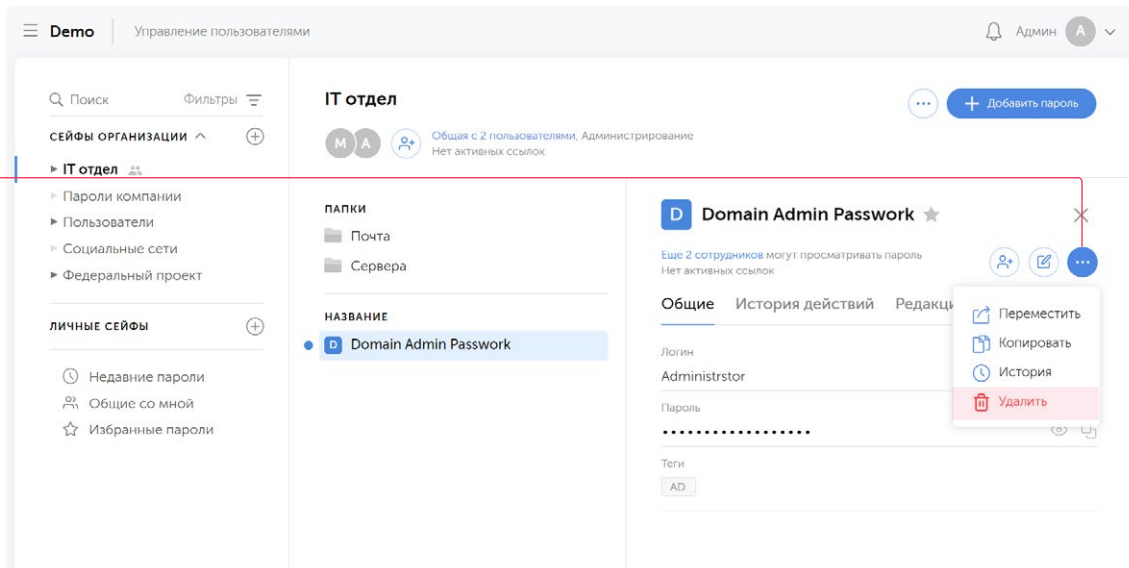 Demo
Управление пользователями
Админ
А
Поиск
Фильтры
СЕЙФЫ ОРГАНИЗАЦИИ
IT отдел
Пароли компании
Пользователи
Социальные сети
Федеральный проект
ЛИЧНЫЕ СЕЙФЫ
Недавние пароли
Общие со мной
Избранные пароли
IT отдел
Добавить пароль
М
А
Общая с 2 пользователями, Администрирование
Нет активных ссылок
ПАПКИ
Почта
Сервера
НАЗВАНИЕ
D
Domain Admin Passwork
D
Domain Admin Passwork
Еще 2 сотрудников могут просматривать пароль
Нет активных ссылок
Общие
История действий
Редакц
Переместить
Копировать
История
Удалить
Логин
Administrstor
Пароль
••••••••••••••••••
Теги
AD